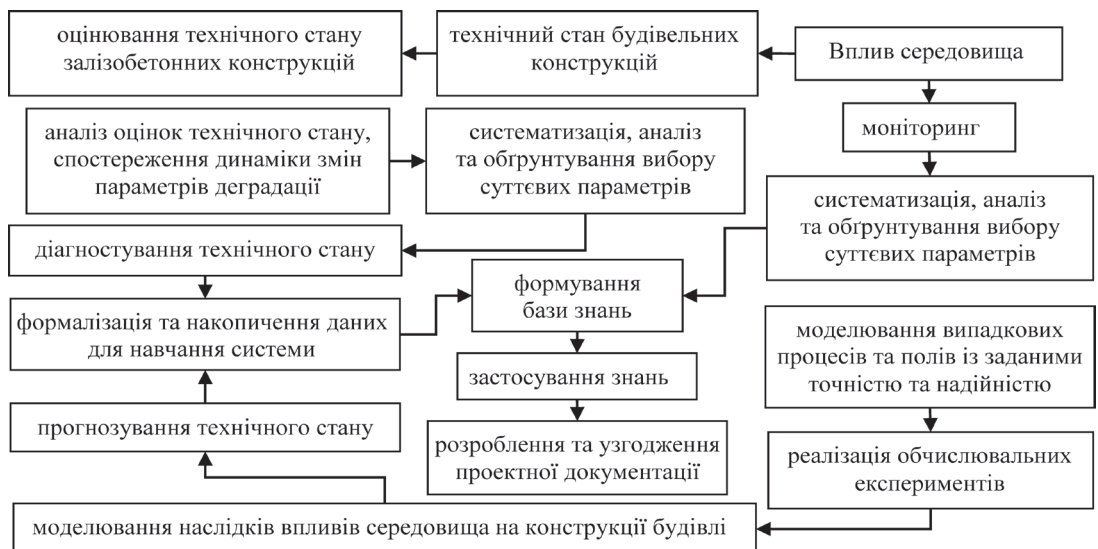 оцінювання технічного стану
залізобетонних конструкцій
технічний стан будівельних
конструкцій
Вплив середовища
моніторинг
аналіз оцінок технічного стану,
спостереження динаміки змін
параметрів деградації
систематизація, аналіз
та обґрунтування вибору
суттєвих параметрів
систематизація, аналіз
та обґрунтування вибору
суттєвих параметрів
діагностування технічного стану
формування
бази знань
формалізація та накопичення даних
для навчання системи
моделювання випадкових
процесів та полів із заданими
точністю та надійністю
застосування знань
прогнозування технічного стану
розроблення та узгодження
проектної документації
реалізація обчислювальних
експериментів
моделювання наслідків впливів середовища на конструкції будівлі